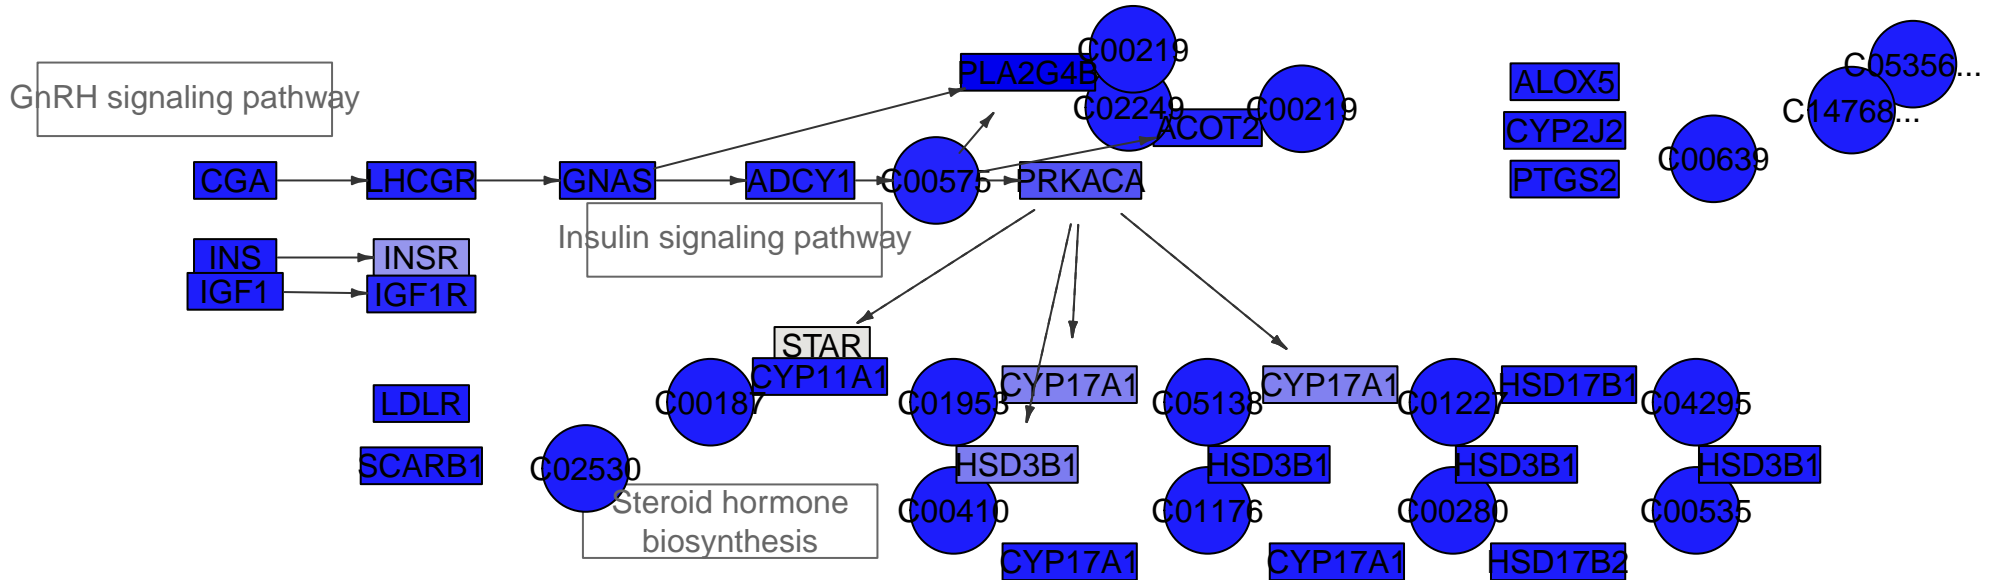 C00219
C05356...
PLA2G4B
ALOX5
GnRH signaling pathway
C02249
ACOT2
C00219
C14768...
CYP2J2
C00639
CGA
LHCGR
GNAS
ADCY1
C00575
PRKACA
PTGS2
Insulin signaling pathway
INS
INSR
IGF1
IGF1R
STAR
CYP11A1
CYP17A1
CYP17A1
HSD17B1
LDLR
C00187
C01953
C05138
C01227
C04295
SCARB1
C02530
HSD3B1
HSD3B1
HSD3B1
HSD3B1
Steroid hormone
biosynthesis
C00410
C01176
C00280
C00535
CYP17A1
CYP17A1
HSD17B2